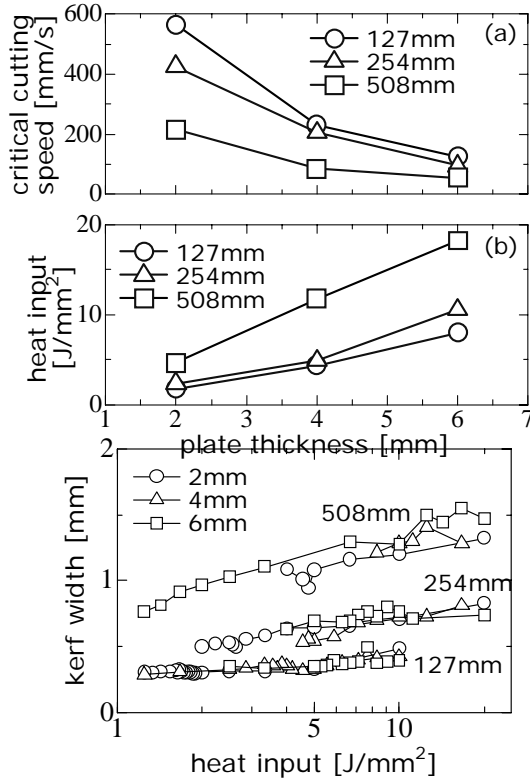 600
400
200
0
critical cutting
speed [mm/s]
(a)
127mm
254mm
508mm
20
10
0
heat input
[J/mm2]
(b)
127mm
254mm
508mm
1 2 3 4 5 6 7
plate thickness [mm]
2
1
0
kerf width [mm]
2mm
4mm
6mm
508mm
254mm
127mm
1 5 10
heat input [J/mm²]